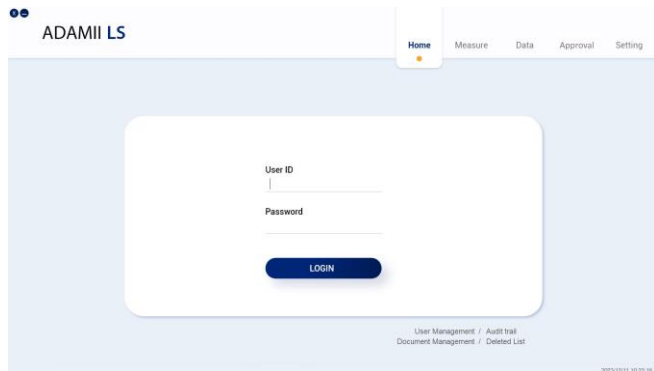 ADAMII LS
Home Measure Data Approval Setting
User ID
Password
LOGIN
User Management / Audit trail
Document Management / Deleted List